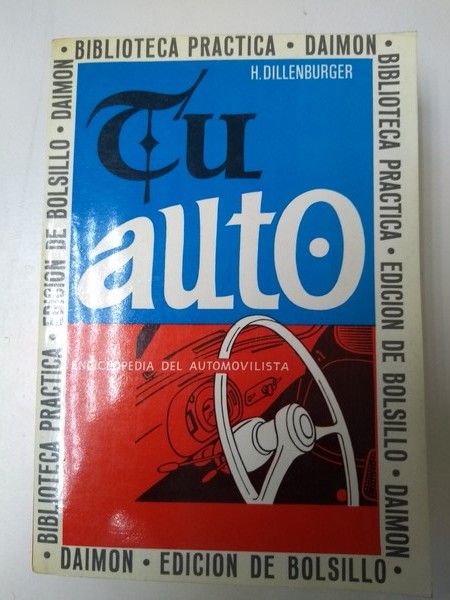 • BIBLIOTECA PRACTICA • DAIMON •
H. DILLENBURGER
Tu
auto
ENCICLOPEDIA DEL AUTOMOVILISTA
BIBLIOTECA PRACTICA • EDICION DE BOLSILLO • DAIMON
• BIBLIOTECA PRACTICA • EDICION DE BOLSILLO • DAIMON
• DAIMON • EDICION DE BOLSILLO •